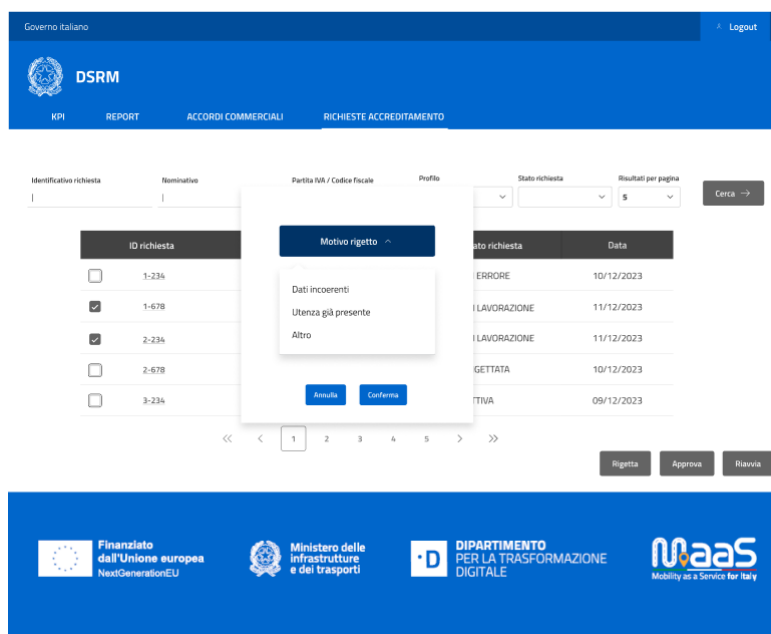 Governo italiano
Logout
DSRM
KPI REPORT ACCORDI COMMERCIALI RICHIESTE ACCREDITAMENTO
Identificativo richiesta Nominativo Partita IVA / Codice fiscale Profilo Stato richiesta Risultati per pagina
5
Cerca →
ID richiesta ato richiesta Data
Motivo rigetto
Dati incoerenti
Utenza già presente
Altro
Annulla Conferma
1-234 ERRORE 10/12/2023
1-678 LAVORAZIONE 11/12/2023
2-234 LAVORAZIONE 11/12/2023
2-678 GETTATA 10/12/2023
3-234 TIVA 09/12/2023
<< < 1 2 3 4 5 > >>
Rigetta Approva Riavvia
Finanziato
dall'Unione europea
NextGenerationEU
Ministero delle
infrastrutture
e dei trasporti
·D
DIPARTIMENTO
PER LA TRASFORMAZIONE
DIGITALE
MaaS
Mobility as a Service for Italy